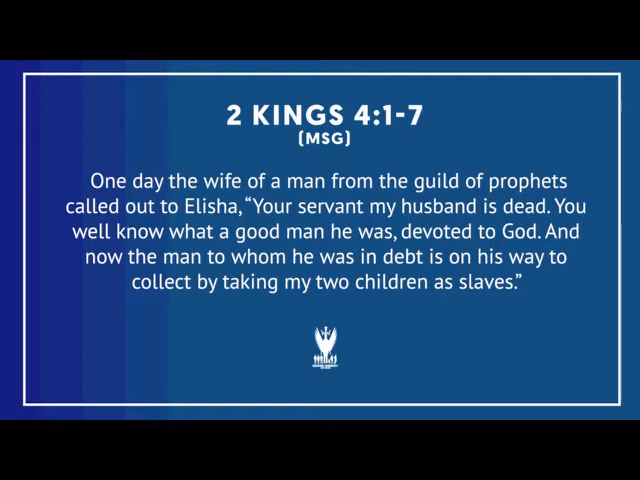 2 KINGS 4:1-7
(MSG)
One day the wife of a man from the guild of prophets
called out to Elisha, “Your servant my husband is dead. You
well know what a good man he was, devoted to God. And
now the man to whom he was in debt is on his way to
collect by taking my two children as slaves.”